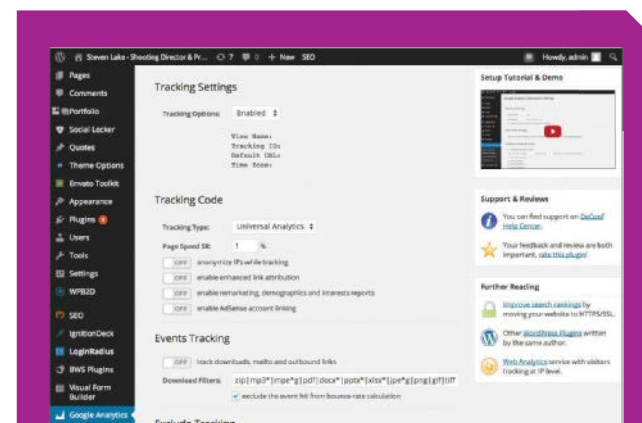 Steven Lake - Shooting Director & Pr... 7 0 + New SEO
Howdy, admin
Pages
Comments
Portfolio
Social Locker
Quotes
Theme Options
Envato Toolkit
Appearance
Plugins
Users
Tools
Settings
WPB2D
SEO
IgnitionDeck
LoginRadius
BWS Plugins
Visual Form
Builder
Google Analytics
Tracking Settings
Tracking Options: Enabled
View Name:
Tracking ID:
Default URL:
Time Zone:
Tracking Code
Tracking Type: Universal Analytics
Page Speed SR: 1 %
OFF anonymize IPs while tracking
OFF enable enhanced link attribution
OFF enable remarketing, demographics and interests reports
OFF enable AdSense account linking
Events Tracking
OFF track downloads, mailto and outbound links
Download Filters: zip|mp3*|mpe*g|pdf|docx*|pptx*|xlsx*|jpe*g|png|gif|tiff
exclude the event hit from bounce-rate calculation
Exclude Tracking
Setup Tutorial & Demo
Support & Reviews
You can find support on DeConf
Help Center.
Your feedback and review are both
important, rate this plugin!
Further Reading
Improve search rankings by
moving your website to HTTPS/SSL.
Other WordPress Plugins written
by the same author.
Web Analytics service with visitors
tracking at IP level.